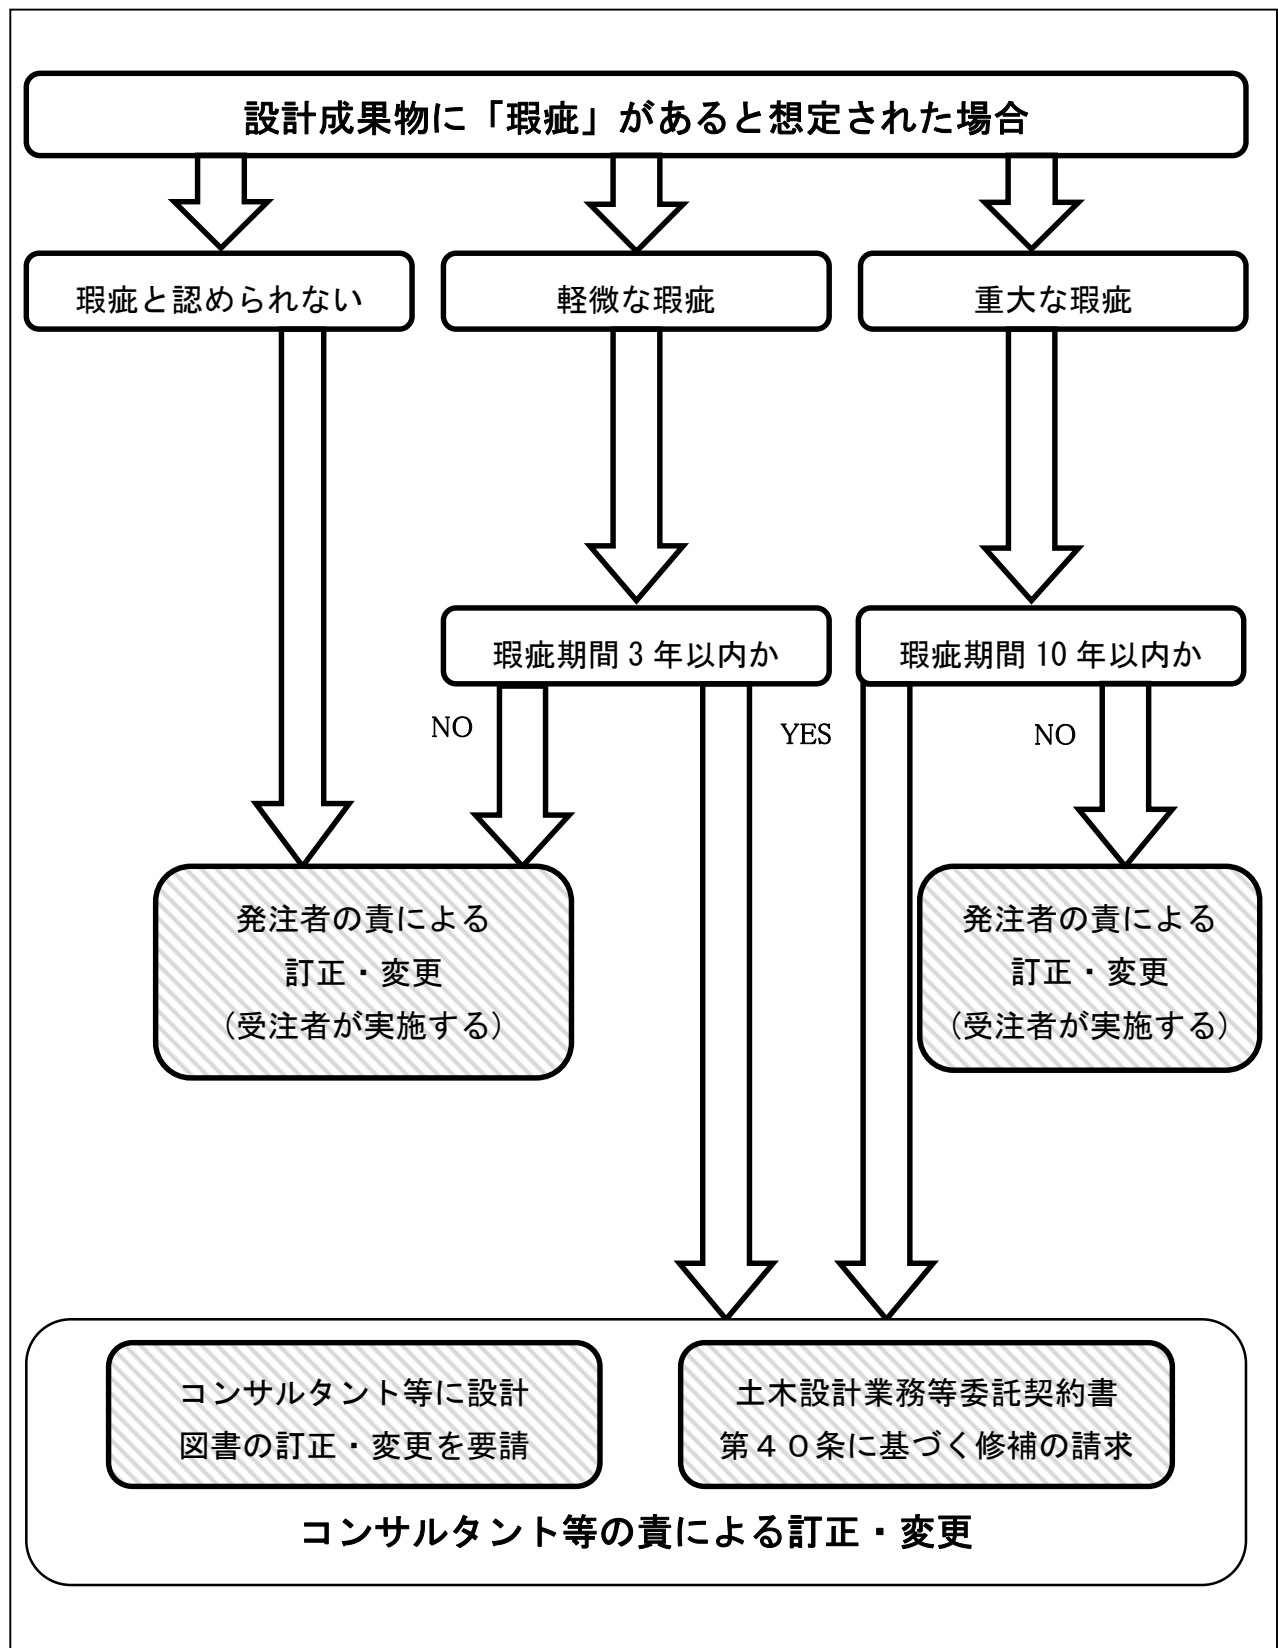 設計成果物に「瑕疵」があると想定された場合
瑕疵と認められない
軽微な瑕疵
重大な瑕疵
瑕疵期間 3 年以内か
瑕疵期間 10 年以内か
NO
YES
NO
発注者の責による
訂正・変更
(受注者が実施する)
発注者の責による
訂正・変更
(受注者が実施する)
コンサルタント等に設計
図書の訂正・変更を要請
土木設計業務等委託契約書
第４０条に基づく修補の請求
コンサルタント等の責による訂正・変更